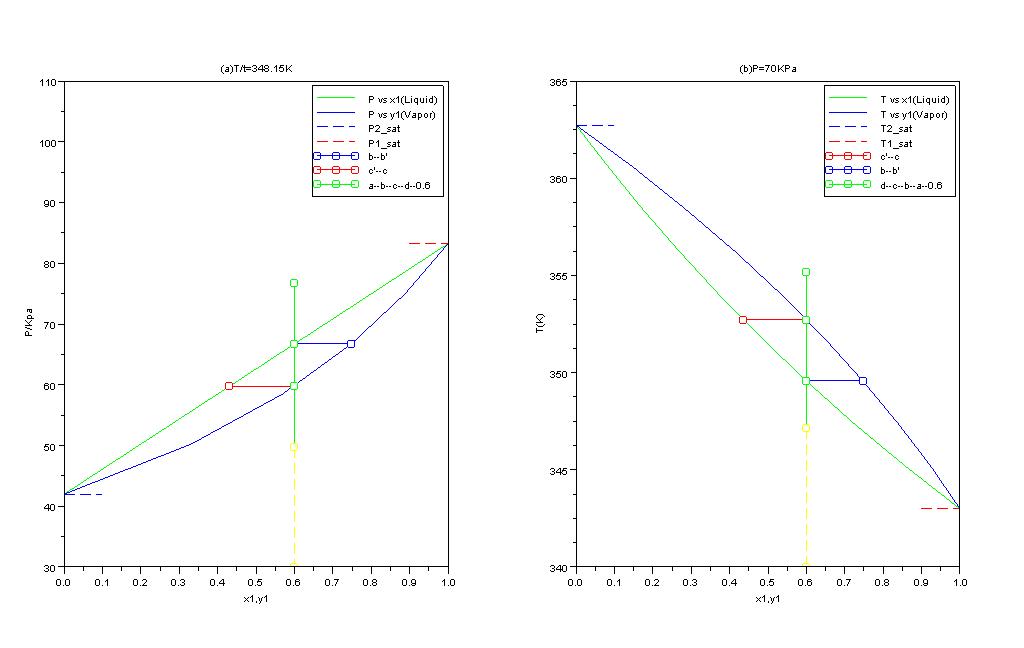 (a)T/t=348.15K
110
100
90
80
70
60
50
40
30
P/Kpa
0.0 0.1 0.2 0.3 0.4 0.5 0.6 0.7 0.8 0.9 1.0
x1,y1
P vs x1(Liquid)
P vs y1(Vapor)
P2_sat
P1_sat
b--b'
c'--c
a--b--c--d--0.6
(b)P=70KPa
365
360
355
350
345
340
T(K)
0.0 0.1 0.2 0.3 0.4 0.5 0.6 0.7 0.8 0.9 1.0
x1,y1
T vs x1(Liquid)
T vs y1(Vapor)
T2_sat
T1_sat
c'--c
b--b'
d--c--b--a--0.6